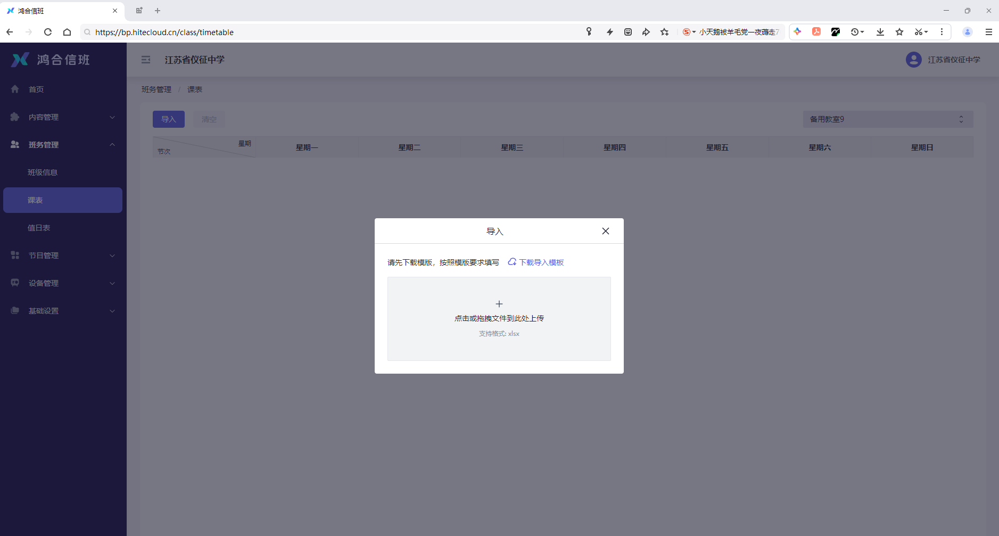 鸿合信班
https://bp.hitecloud.cn/class/timetable
小天鹅被羊毛党一夜薅走7
鸿合信班
江苏省仪征中学
江苏省仪征中学
首页
内容管理
班务管理
班级信息
课表
值日表
节目管理
设备管理
基础设置
班务管理 / 课表
导入
清空
备用教室9
星期
节次
星期一
星期二
星期三
星期四
星期五
星期六
星期日
导入
请先下载模版，按照模版要求填写
下载导入模板
点击或拖拽文件到此处上传
支持格式: xlsx